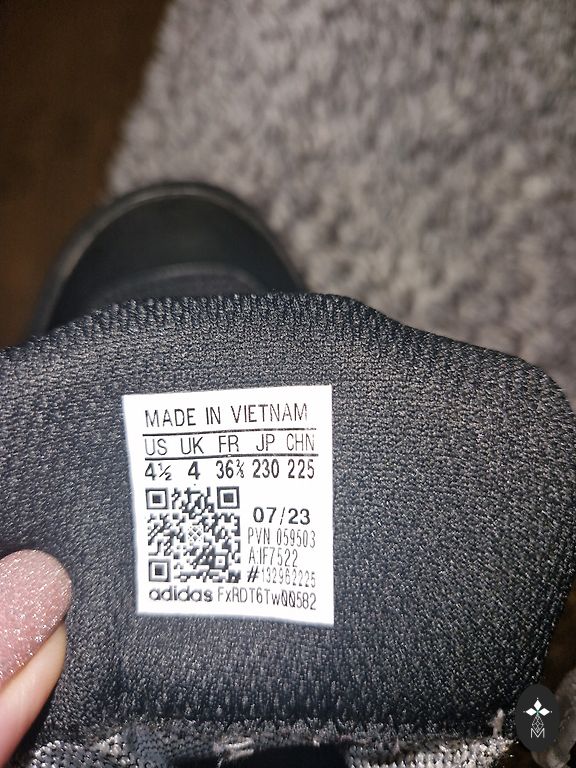 MADE IN VIETNAM
US UK FR JP CHN
4½ 4 36⅔ 230 225
07/23
PVN 059503
A:IF7522
#132962225
adidas FxRDT6Tw00582
M